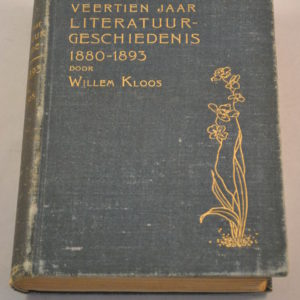 VEERTIEN JAAR
LITERATUUR-
GESCHIEDENIS
1880-1893
DOOR
WILLEM KLOOS